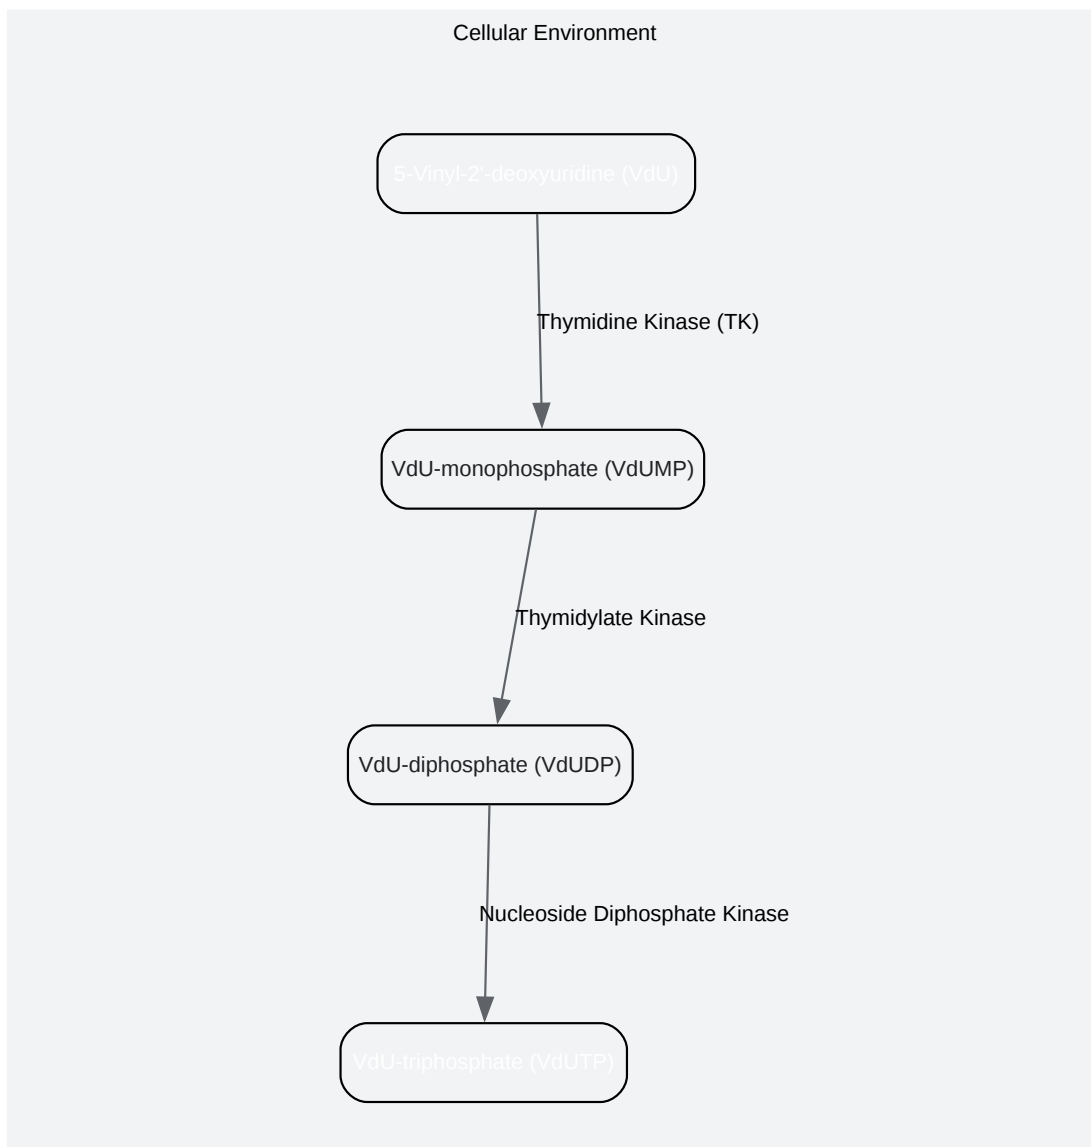 Cellular Environment
5-Vinyl-2'-deoxyuridine (VdU)
Thymidine Kinase (TK)
VdU-monophosphate (VdUMP)
Thymidylate Kinase
VdU-diphosphate (VdUDP)
Nucleoside Diphosphate Kinase
VdU-triphosphate (VdUTP)